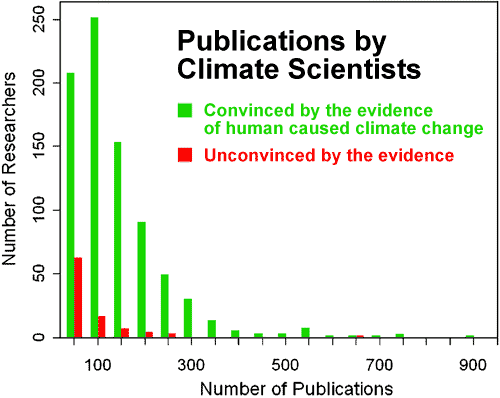 Publications by
Climate Scientists
Convinced by the evidence
of human caused climate change
Unconvinced by the evidence
Number of Researchers
250
200
150
100
50
0
100
300
500
700
900
Number of Publications